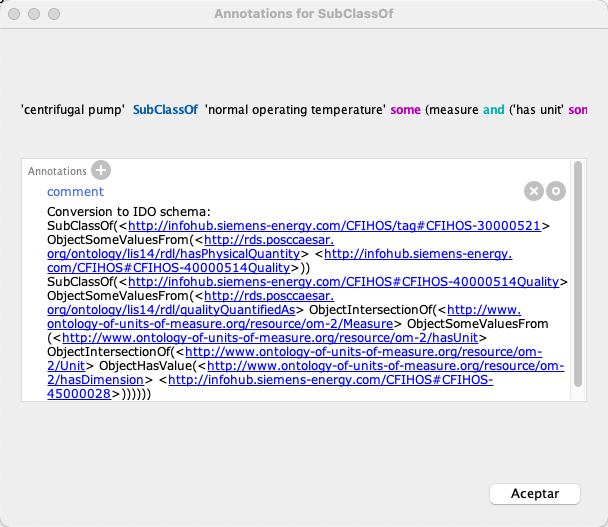 Annotations for SubClassOf
'centrifugal pump' SubClassOf 'normal operating temperature' some (measure and ('has unit' som
Annotations
comment
Conversion to IDO schema:
SubClassOf(<http://infohub.siemens-energy.com/CFIHOS/tag#CFIHOS-30000521>
ObjectSomeValuesFrom(<http://rds.posccaesar.
org/ontology/lis14/rdl/hasPhysicalQuantity> <http://infohub.siemens-energy.
com/CFIHOS#CFIHOS-40000514Quality>))
SubClassOf(<http://infohub.siemens-energy.com/CFIHOS#CFIHOS-40000514Quality>
ObjectSomeValuesFrom(<http://rds.posccaesar.
org/ontology/lis14/rdl/qualityQuantifiedAs> ObjectIntersectionOf(<http://www.
ontology-of-units-of-measure.org/resource/om-2/Measure> ObjectSomeValuesFrom
(<http://www.ontology-of-units-of-measure.org/resource/om-2/hasUnit>
ObjectIntersectionOf(<http://www.ontology-of-units-of-measure.org/resource/om-
2/Unit> ObjectHasValue(<http://www.ontology-of-units-of-measure.org/resource/om-
2/hasDimension> <http://infohub.siemens-energy.com/CFIHOS#CFIHOS-
45000028>))))))
Aceptar